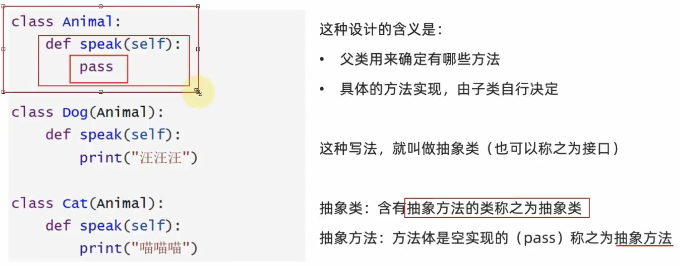 class Animal:
    def speak(self):
        pass
class Dog(Animal):
    def speak(self):
        print("汪汪汪")
class Cat(Animal):
    def speak(self):
        print("喵喵喵")
这种设计的含义是：
• 父类用来确定有哪些方法
• 具体的方法实现，由子类自行决定
这种写法，就叫做抽象类（也可以称之为接口）
抽象类：含有抽象方法的类称之为抽象类
抽象方法：方法体是空实现的（pass）称之为抽象方法